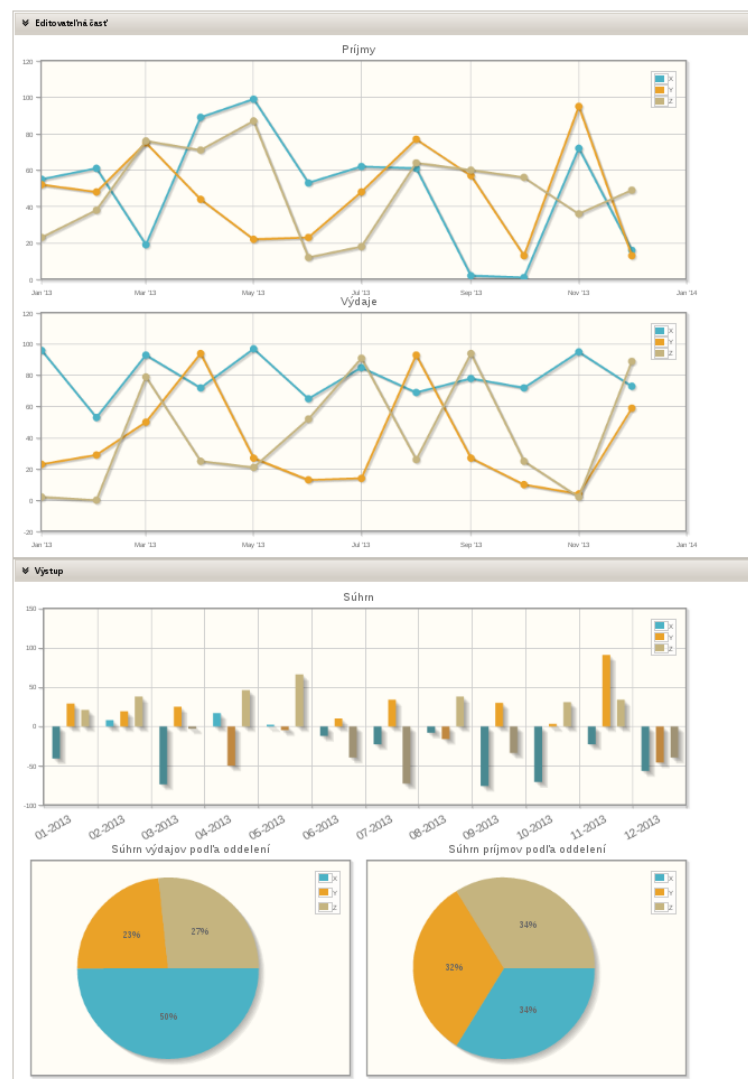 Editovateľná časť
Príjmy
120
100
80
60
40
20
0
X
Y
Z
Jan '13
Mar '13
May '13
Jul '13
Sep '13
Nov '13
Jan '14
Výdaje
120
100
80
60
40
20
0
-20
X
Y
Z
Jan '13
Mar '13
May '13
Jul '13
Sep '13
Nov '13
Jan '14
Výstup
Súhrn
150
100
50
0
-50
-100
X
Y
Z
01-2013
02-2013
03-2013
04-2013
05-2013
06-2013
07-2013
08-2013
09-2013
10-2013
11-2013
12-2013
Súhrn výdajov podľa oddelení
X
Y
Z
23%
27%
50%
Súhrn príjmov podľa oddelení
X
Y
Z
34%
32%
34%